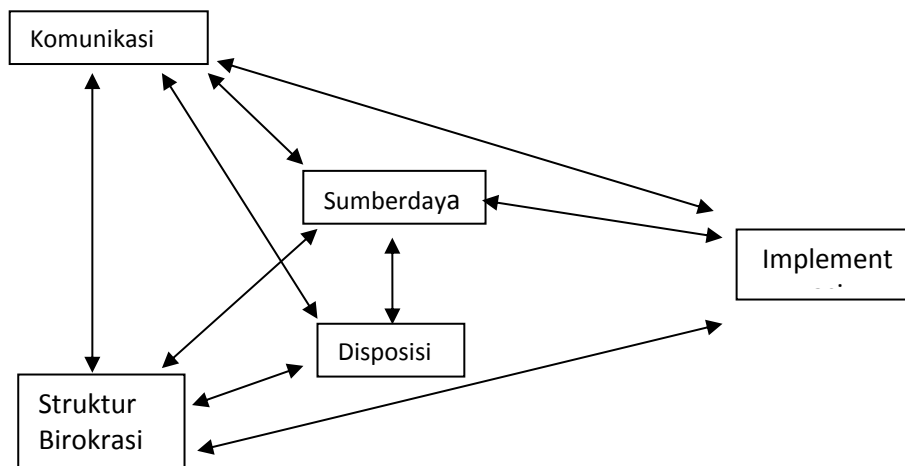 Komunikasi
Sumberdaya
Implement
Disposisi
Struktur
Birokrasi